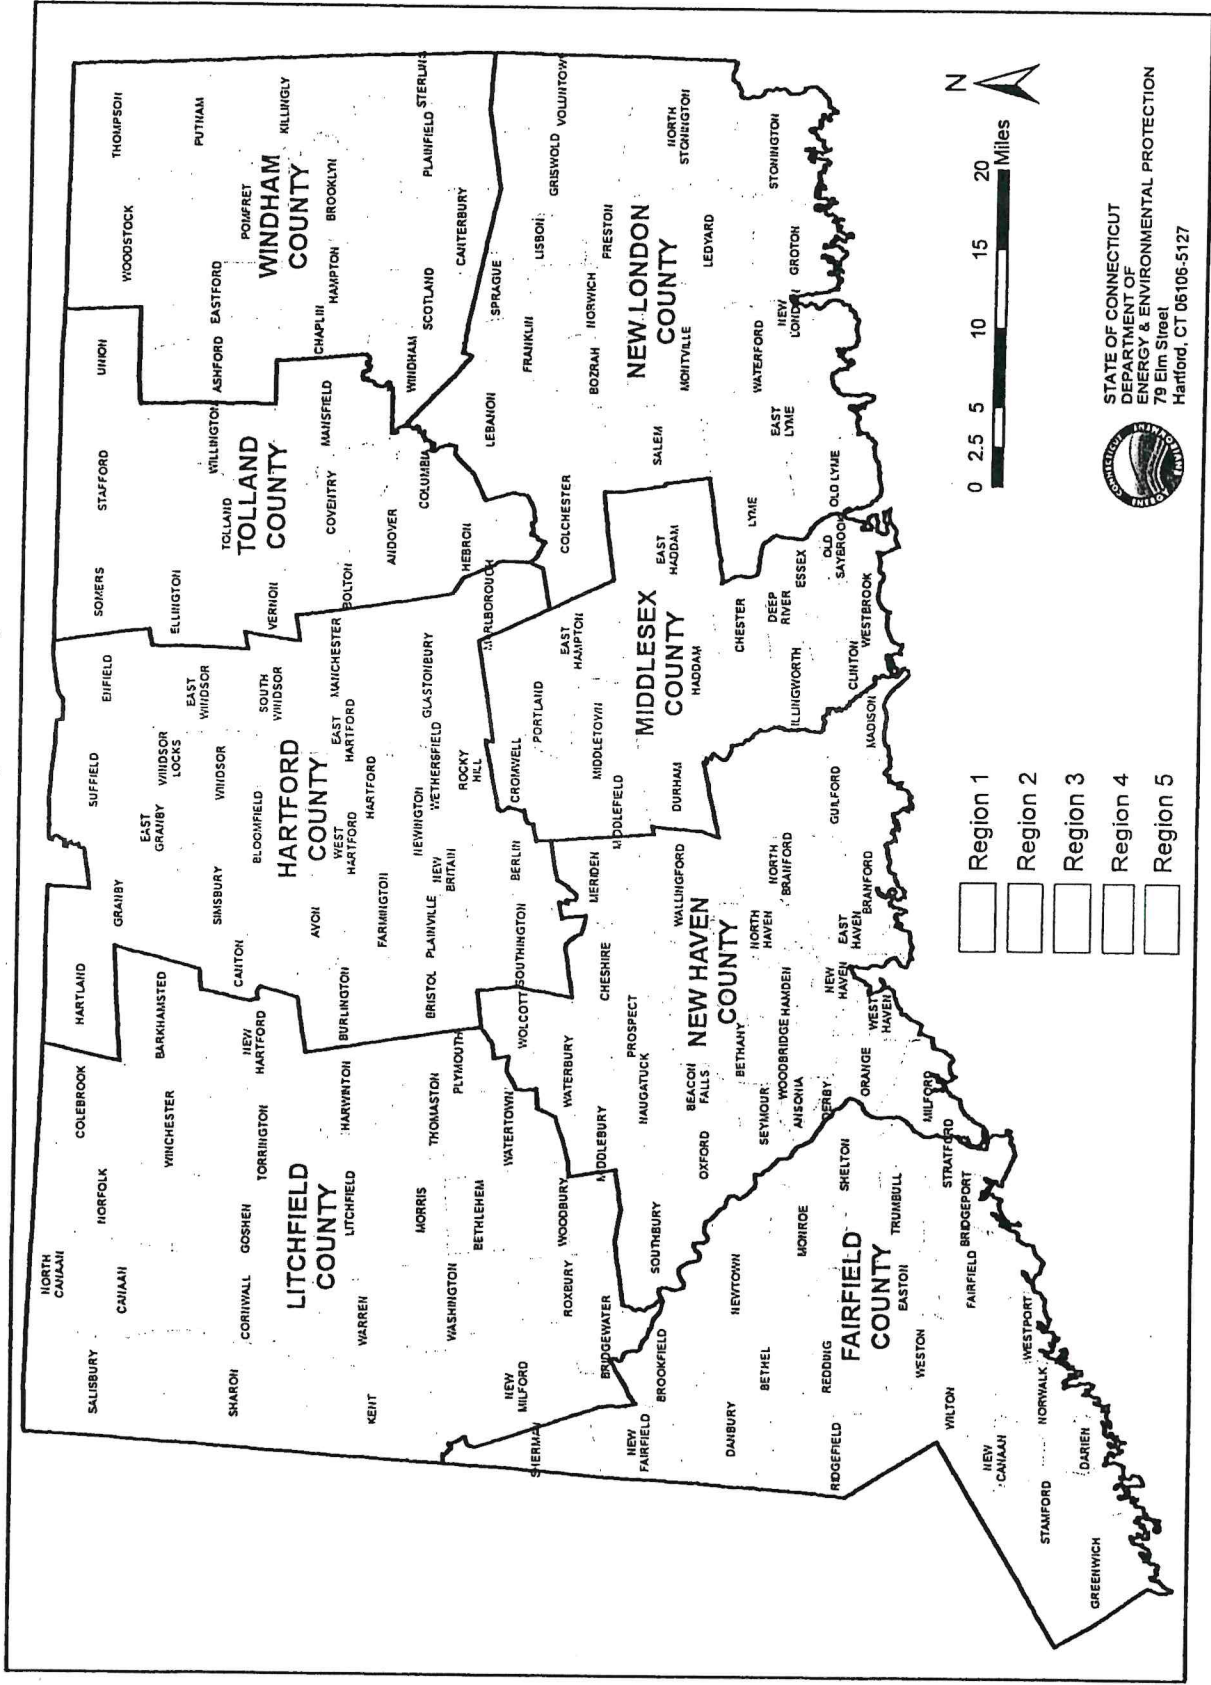 NORTH
CANAAN
SALISBURY
CANAAN
NORFOLK
COLEBROOK
HARTLAND
GRANBY
SUFFIELD
ENFIELD
SOMERS
STAFFORD
UNION
WOODSTOCK
THOMPSON
WINCHESTER
BARKHAMSTED
EAST
GRANBY
WINDSOR
LOCKS
EAST
WINDSOR
ELLINGTON
SHARON
CORNWALL
GOSHEN
TORRINGTON
NEW
HARTFORD
CANTON
SIMSBURY
BLOOMFIELD
WINDSOR
SOUTH
WINDSOR
VERNON
TOLLAND
WILLINGTON
ASHFORD
EASTFORD
POMFRET
PUTNAM
KILLINGLY
LITCHFIELD
COUNTY
HARTFORD
COUNTY
TOLLAND
COUNTY
WINDHAM
COUNTY
KENT
WARREN
LITCHFIELD
HARWINTON
BURLINGTON
AVON
WEST
HARTFORD
HARTFORD
EAST
HARTFORD
MANCHESTER
BOLTON
COVENTRY
MANSFIELD
CHAPLIN
HAMPTON
BROOKLYN
WASHINGTON
MORRIS
BETHLEHEM
THOMASTON
PLYMOUTH
BRISTOL
PLAINVILLE
FARMINGTON
NEW
BRITAIN
NEWINGTON
WETHERSFIELD
ROCKY
HILL
GLASTONBURY
MARLBOROUGH
HEBRON
ANDOVER
COLUMBIA
WINDHAM
SCOTLAND
CANTERBURY
PLAINFIELD
STERLING
NEW
MILFORD
ROXBURY
WOODBURY
WATERTOWN
WATERBURY
WOLCOTT
SOUTHINGTON
BERLIN
CROMWELL
PORTLAND
EAST
HAMPTON
COLCHESTER
LEBANON
FRANKLIN
SPRAGUE
LISBON
GRISWOLD
VOLUNTOWN
SHERMAN
BRIDGEWATER
MIDDLEBURY
NAUGATUCK
PROSPECT
CHESHIRE
MERIDEN
MIDDLEFIELD
MIDDLETOWN
BOZRAH
NORWICH
PRESTON
NEW
FAIRFIELD
BROOKFIELD
SOUTHBURY
OXFORD
BEACON
FALLS
BETHANY
NEW HAVEN
COUNTY
WALLINGFORD
DURHAM
MIDDLESEX
COUNTY
HADDAM
EAST
HADDAM
SALEM
NEW LONDON
COUNTY
MONTVILLE
LEDYARD
NORTH
STONINGTON
DANBURY
BETHEL
NEWTOWN
MONROE
SEYMOUR
ANSONIA
DERBY
WOODBRIDGE
HAMDEN
NORTH
HAVEN
NORTH
BRANFORD
ILLINGWORTH
CHESTER
DEEP
RIVER
ESSEX
LYME
EAST
LYME
WATERFORD
NEW
LONDON
GROTON
STONINGTON
RIDGEFIELD
REDDING
FAIRFIELD
COUNTY
EASTON
TRUMBULL
SHELTON
ORANGE
WEST
HAVEN
NEW
HAVEN
EAST
HAVEN
BRANFORD
GUILFORD
MADISON
CLINTON
WESTBROOK
OLD
SAYBROOK
OLD LYME
WILTON
WESTON
FAIRFIELD
BRIDGEPORT
STRATFORD
MILFORD
NEW
CANAAN
NORWALK
WESTPORT
STAMFORD
DARIEN
GREENWICH
Region 1
Region 2
Region 3
Region 4
Region 5
N
0 2.5 5 10 15 20
Miles
STATE OF CONNECTICUT
DEPARTMENT OF
ENERGY & ENVIRONMENTAL PROTECTION
79 Elm Street
Hartford, CT 06106-5127